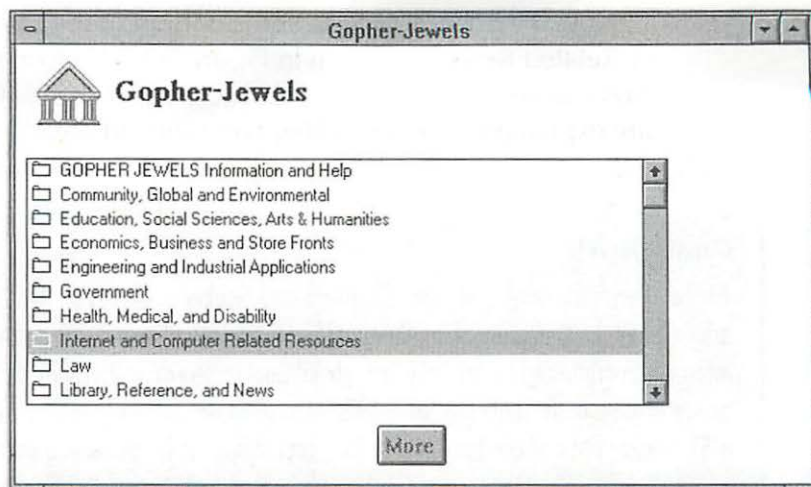 Gopher-Jewels
Gopher-Jewels
GOPHER JEWELS Information and Help
Community, Global and Environmental
Education, Social Sciences, Arts & Humanities
Economics, Business and Store Fronts
Engineering and Industrial Applications
Government
Health, Medical, and Disability
Internet and Computer Related Resources
Law
Library, Reference, and News
More